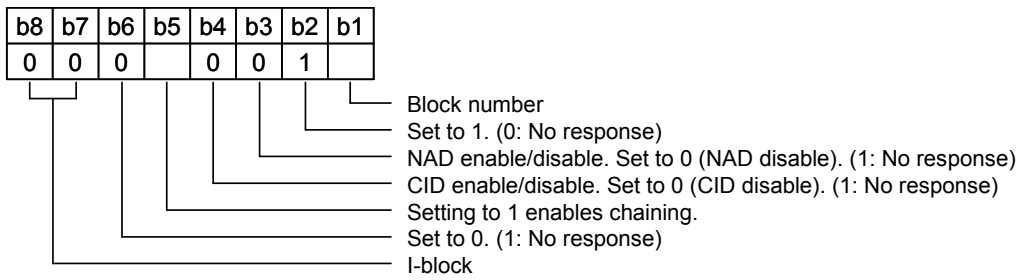 b8 b7 b6 b5 b4 b3 b2 b1
0 0 0 0 0 1
Block number
Set to 1. (0: No response)
NAD enable/disable. Set to 0 (NAD disable). (1: No response)
CID enable/disable. Set to 0 (CID disable). (1: No response)
Setting to 1 enables chaining.
Set to 0. (1: No response)
I-block